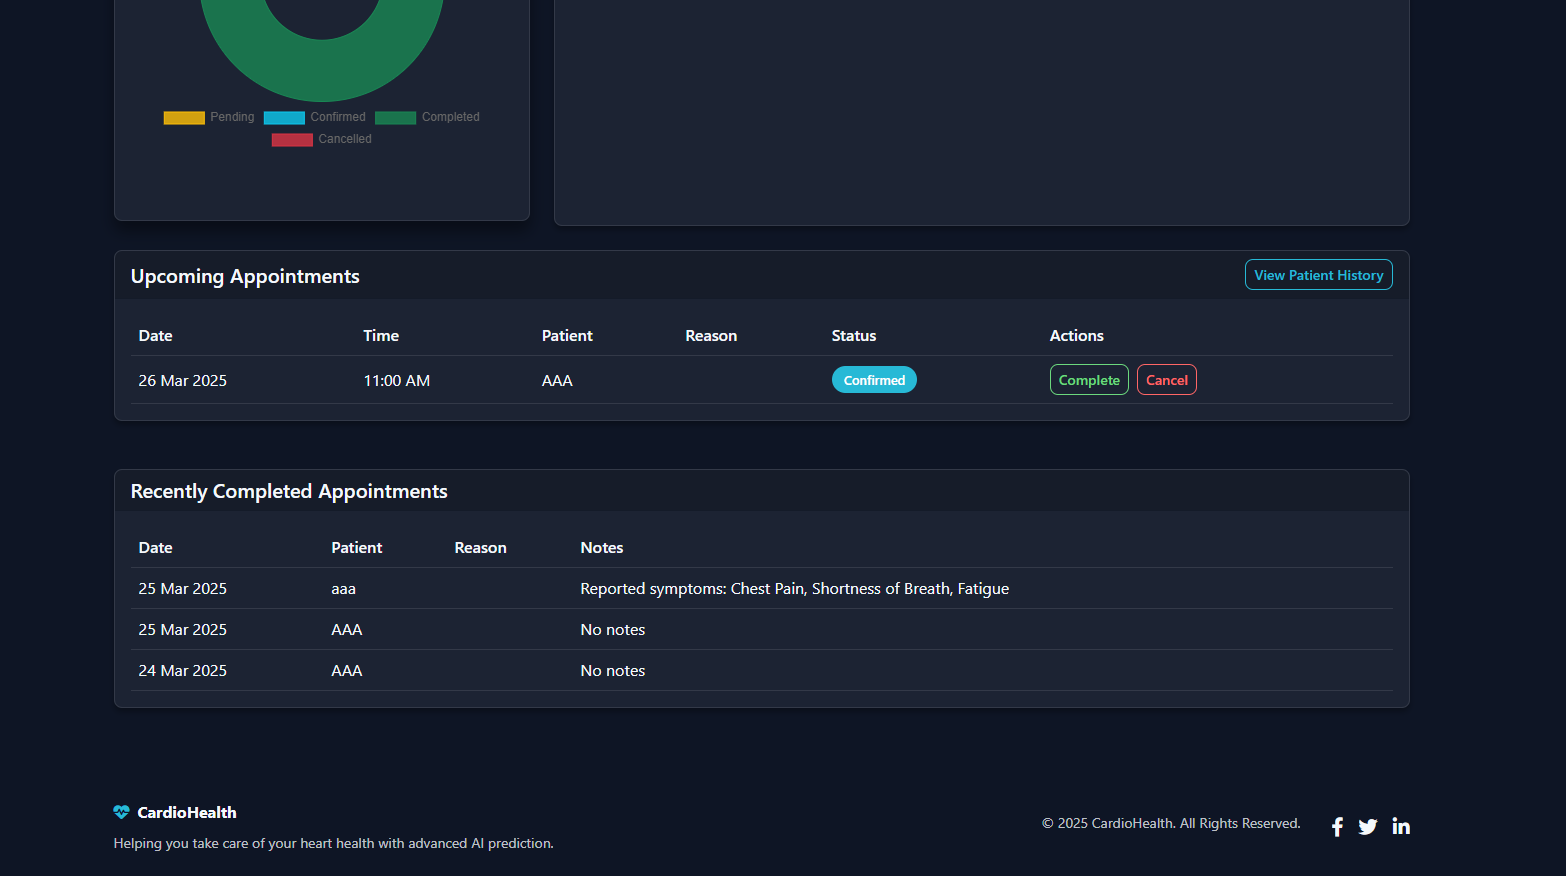 Pending Confirmed Completed
Cancelled
Upcoming Appointments View Patient History
Date Time Patient Reason Status Actions
26 Mar 2025 11:00 AM AAA Confirmed Complete Cancel
Recently Completed Appointments
Date Patient Reason Notes
25 Mar 2025 aaa Reported symptoms: Chest Pain, Shortness of Breath, Fatigue
25 Mar 2025 AAA No notes
24 Mar 2025 AAA No notes
CardioHealth
Helping you take care of your heart health with advanced AI prediction.
© 2025 CardioHealth. All Rights Reserved.